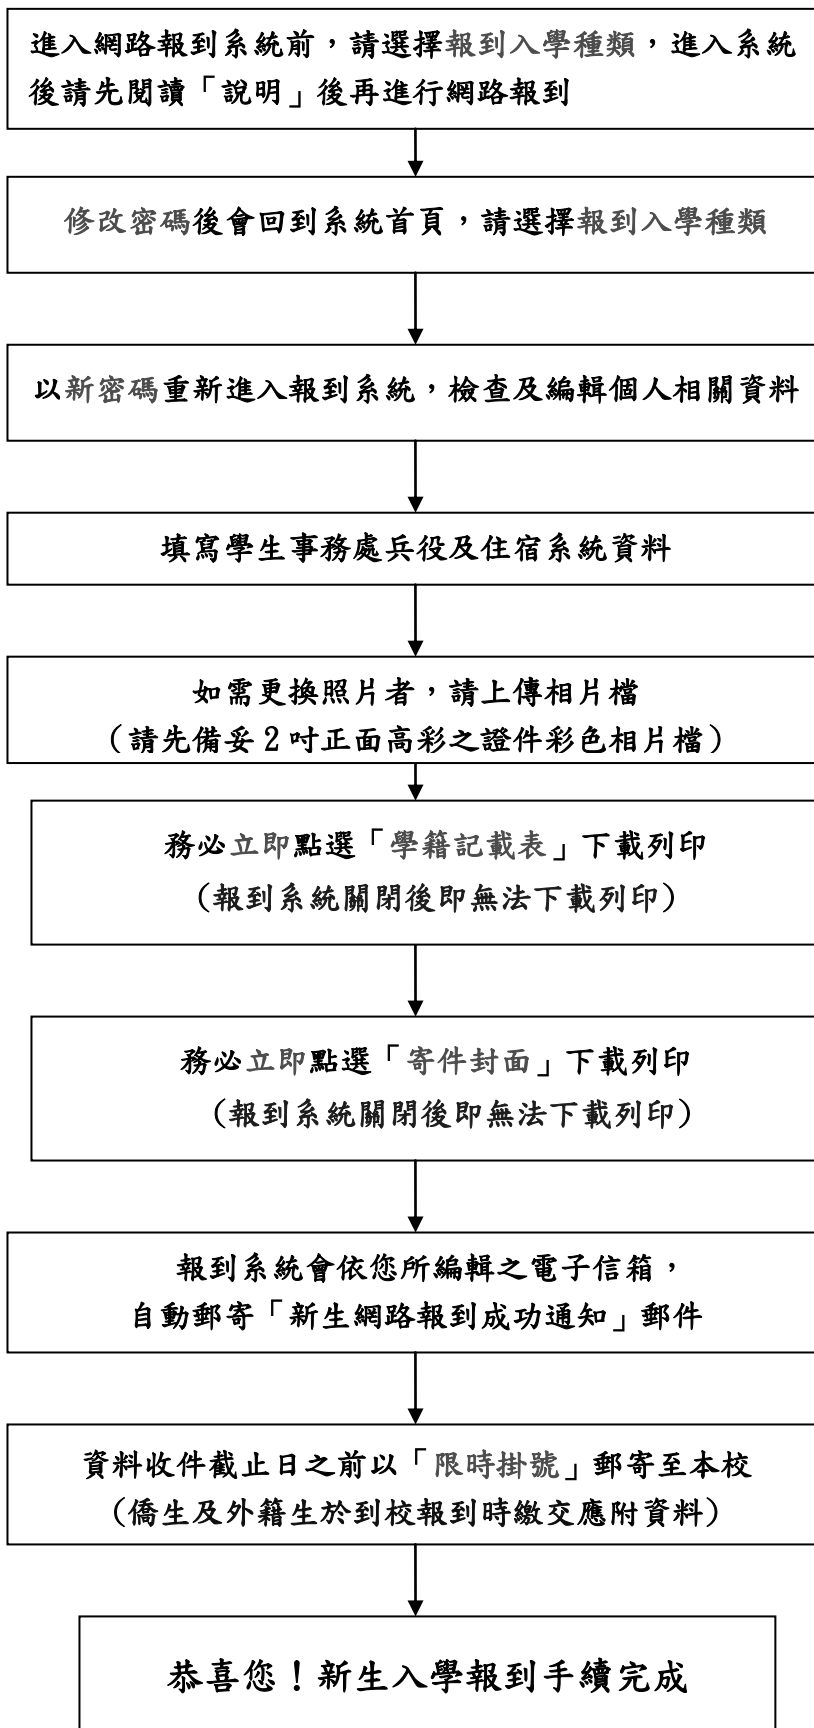 進入網路報到系統前，請選擇報到入學種類，進入系統
後請先閱讀「說明」後再進行網路報到
修改密碼後會回到系統首頁，請選擇報到入學種類
以新密碼重新進入報到系統，檢查及編輯個人相關資料
填寫學生事務處兵役及住宿系統資料
如需更換照片者，請上傳相片檔
（請先備妥2吋正面高彩之證件彩色相片檔）
務必立即點選「學籍記載表」下載列印
（報到系統關閉後即無法下載列印）
務必立即點選「寄件封面」下載列印
（報到系統關閉後即無法下載列印）
報到系統會依您所編輯之電子信箱，
自動郵寄「新生網路報到成功通知」郵件
資料收件截止日之前以「限時掛號」郵寄至本校
（僑生及外籍生於到校報到時繳交應附資料）
恭喜您！新生入學報到手續完成